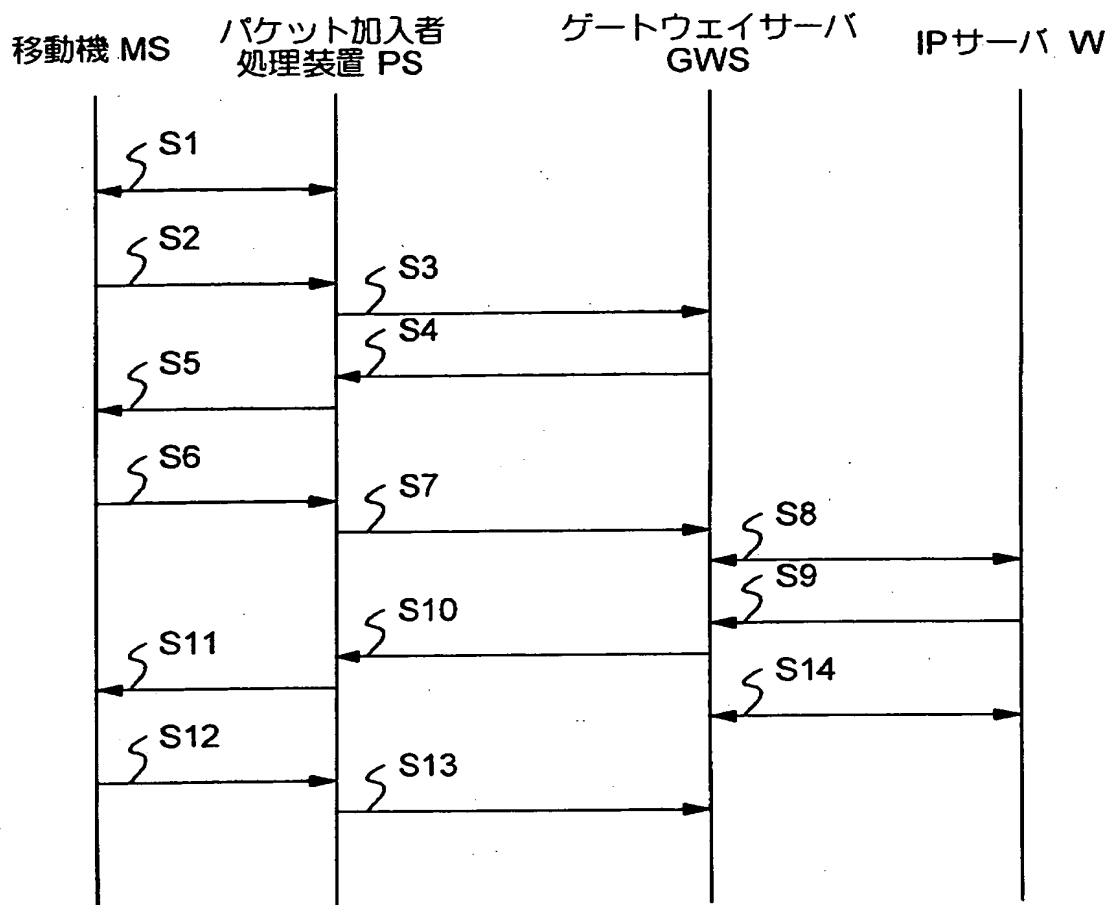 移動機 MS
パケット加入者
処理装置 PS
ゲートウェイサーバ
GWS
IPサーバ W
S1
S2
S3
S4
S5
S6
S7
S8
S9
S10
S11
S14
S12
S13